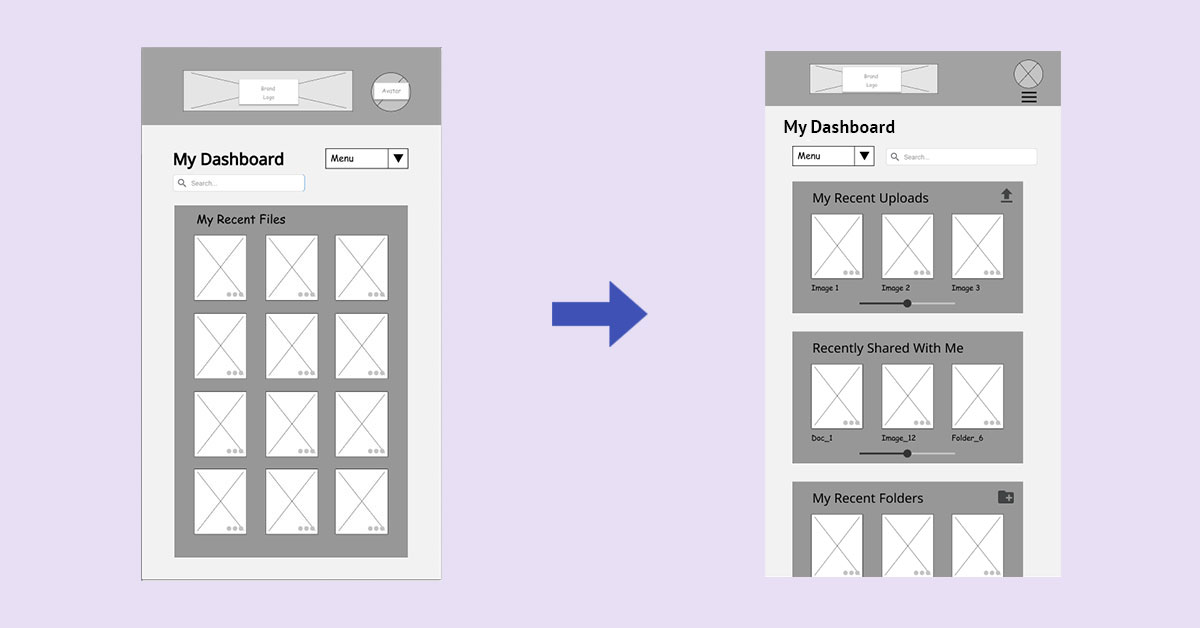 Brand
Logo
Avatar
My Dashboard
Menu
Search...
My Recent Files
Brand
Logo
My Dashboard
Menu
Search...
My Recent Uploads
Image 1
Image 2
Image 3
Recently Shared With Me
Doc_1
Image_12
Folder_6
My Recent Folders